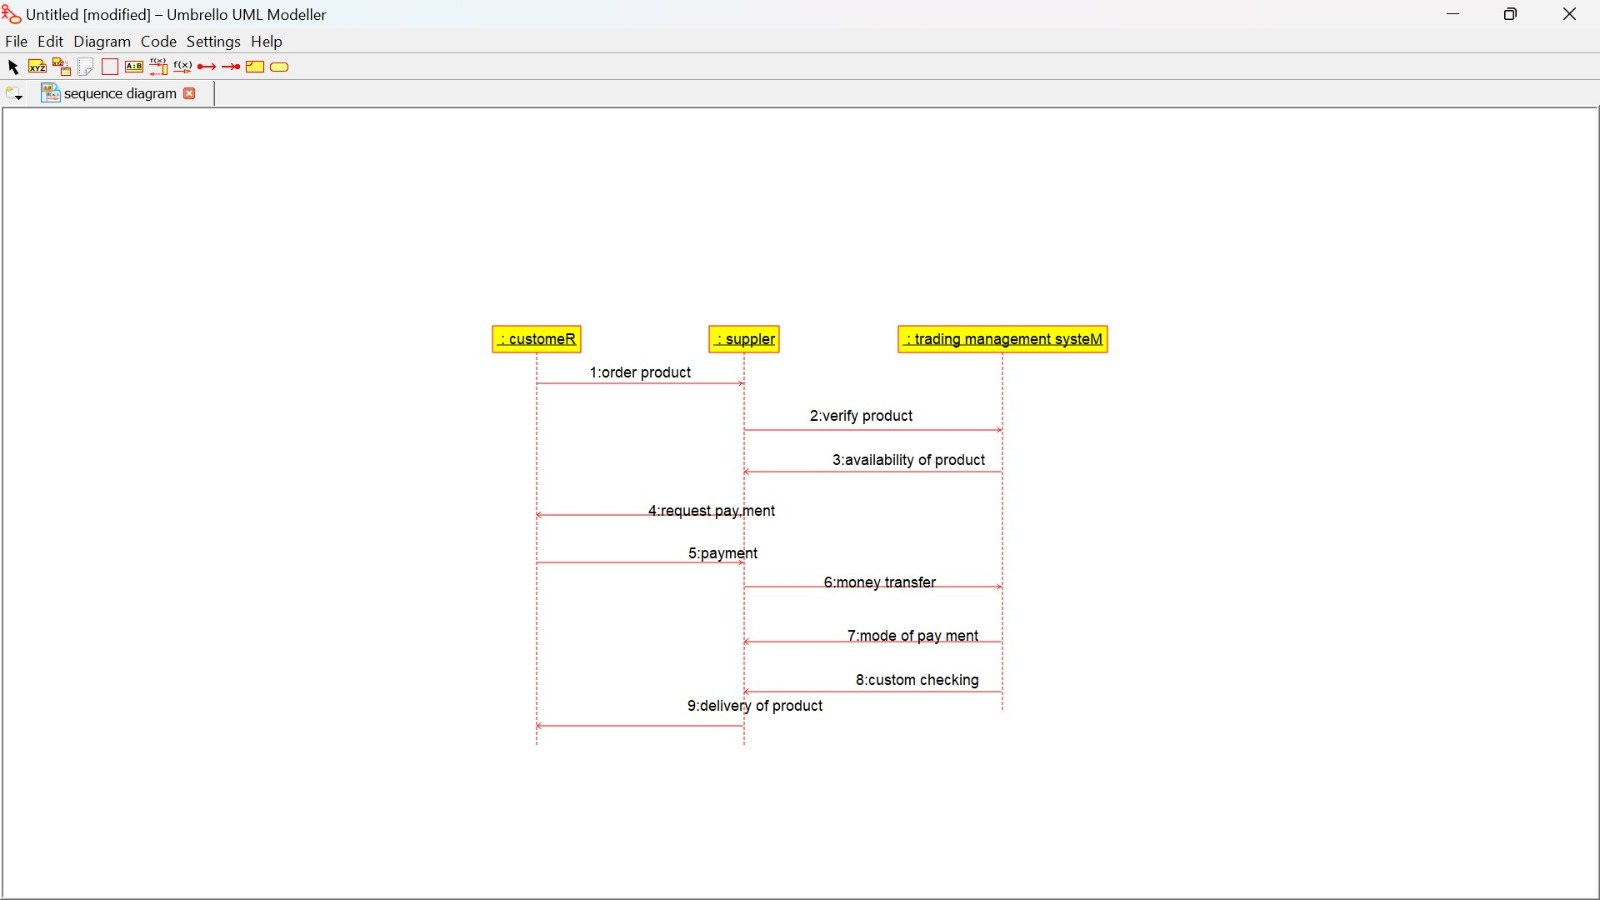 Untitled [modified] – Umbrello UML Modeller
File Edit Diagram Code Settings Help
XYZ A:B f(x) f(x)
sequence diagram
: customeR : suppler : trading management systeM
1:order product
2:verify product
3:availability of product
4:request pay,ment
5:payment
6:money transfer
7:mode of pay ment
8:custom checking
9:delivery of product